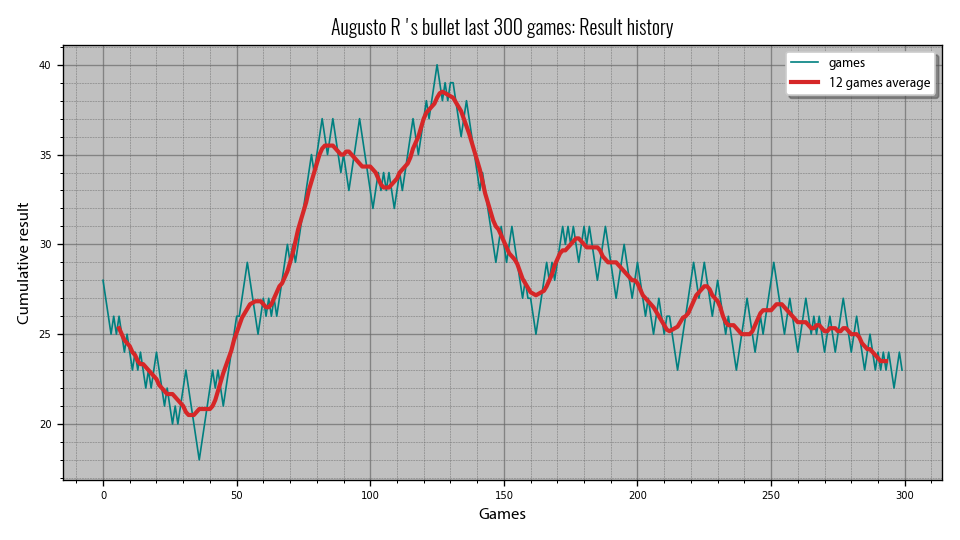 Augusto R 's bullet last 300 games: Result history
games
12 games average
Cumulative result
40
35
30
25
20
0 50 100 150 200 250 300
Games